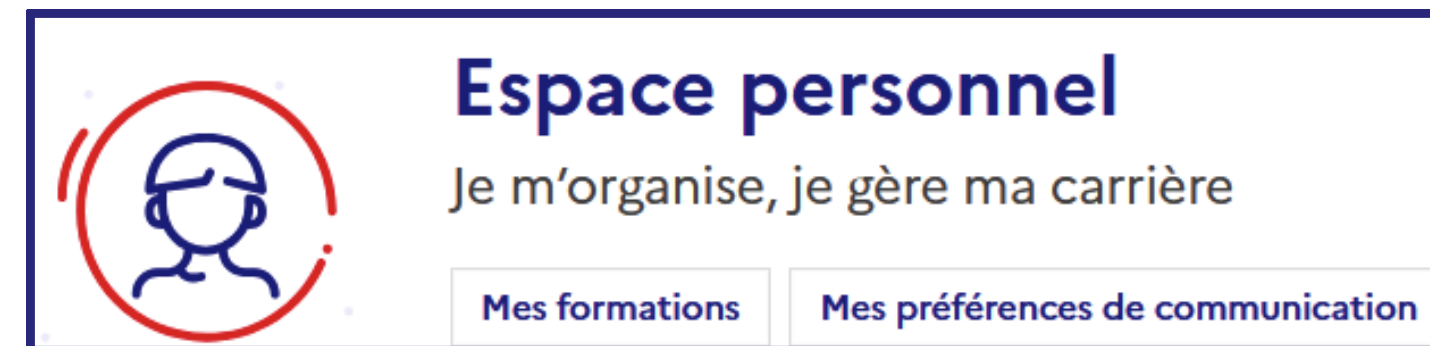 Espace personnel
Je m’organise, je gère ma carrière
Mes formations
Mes préférences de communication